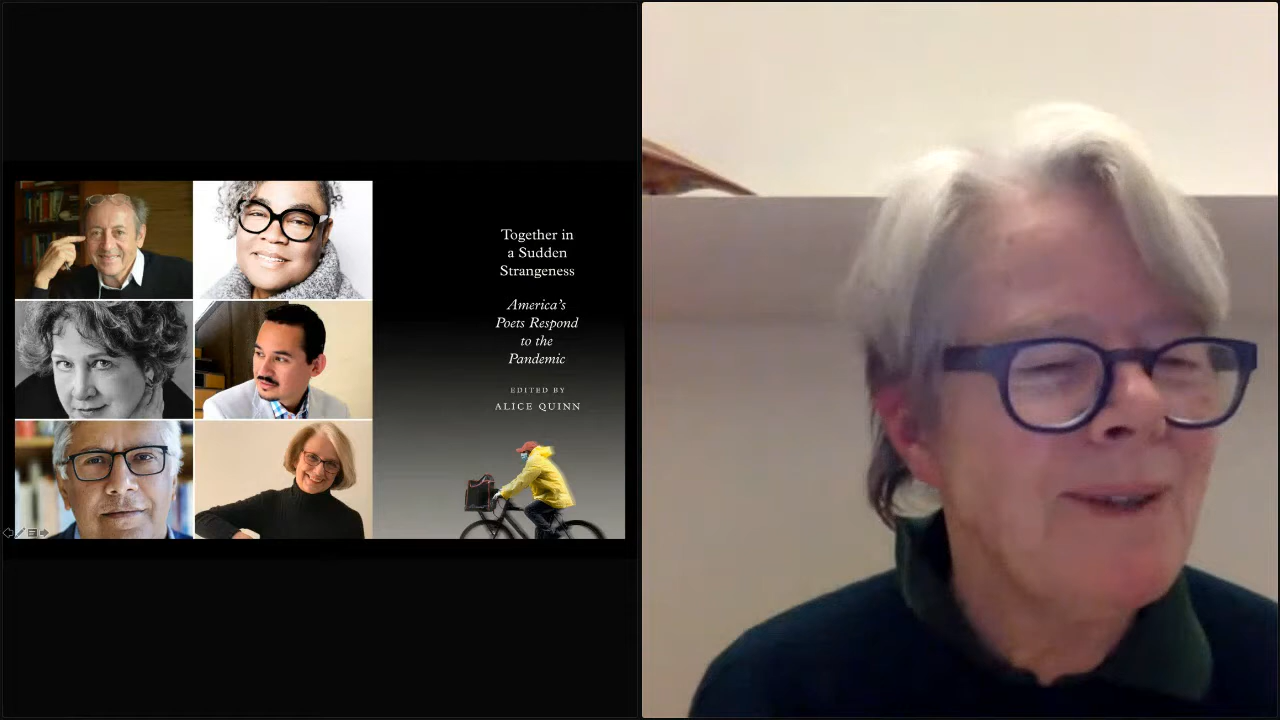 Together in
a Sudden
Strangeness
America's
Poets Respond
to the
Pandemic
EDITED BY
ALICE QUINN